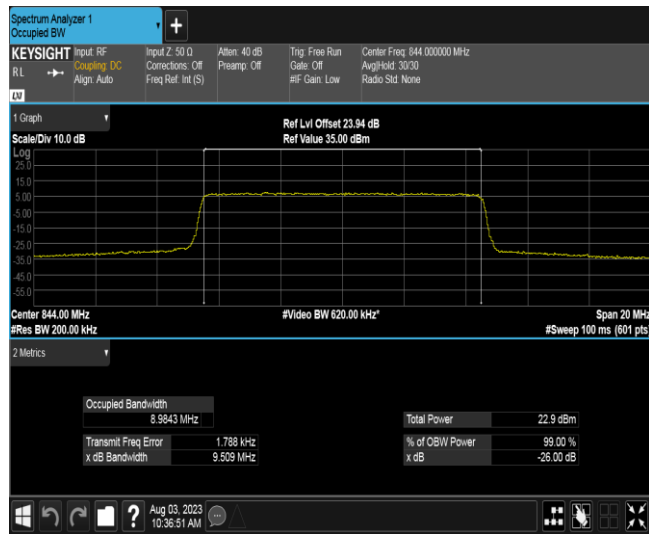 Spectrum Analyzer 1
Occupied BW
+
KEYSIGHT
RL
LXI
Input: RF
Coupling: DC
Align: Auto
Input Z: 50 Ω
Corrections: Off
Freq Ref: Int (S)
Atten: 40 dB
Preamp: Off
Trig: Free Run
Gate: Off
#IF Gain: Low
Center Freq: 844.000000 MHz
Avg|Hold: 30/30
Radio Std: None
1 Graph
Scale/Div 10.0 dB
Ref Lvl Offset 23.94 dB
Ref Value 35.00 dBm
Log
25.0
15.0
5.00
-5.00
-15.0
-25.0
-35.0
-45.0
-55.0
Center 844.00 MHz
#Res BW 200.00 kHz
#Video BW 620.00 kHz*
Span 20 MHz
#Sweep 100 ms (601 pts)
2 Metrics
Occupied Bandwidth
8.9843 MHz
Transmit Freq Error 1.788 kHz
x dB Bandwidth 9.509 MHz
Total Power 22.9 dBm
% of OBW Power 99.00 %
x dB -26.00 dB
?
Aug 03, 2023
10:36:51 AM